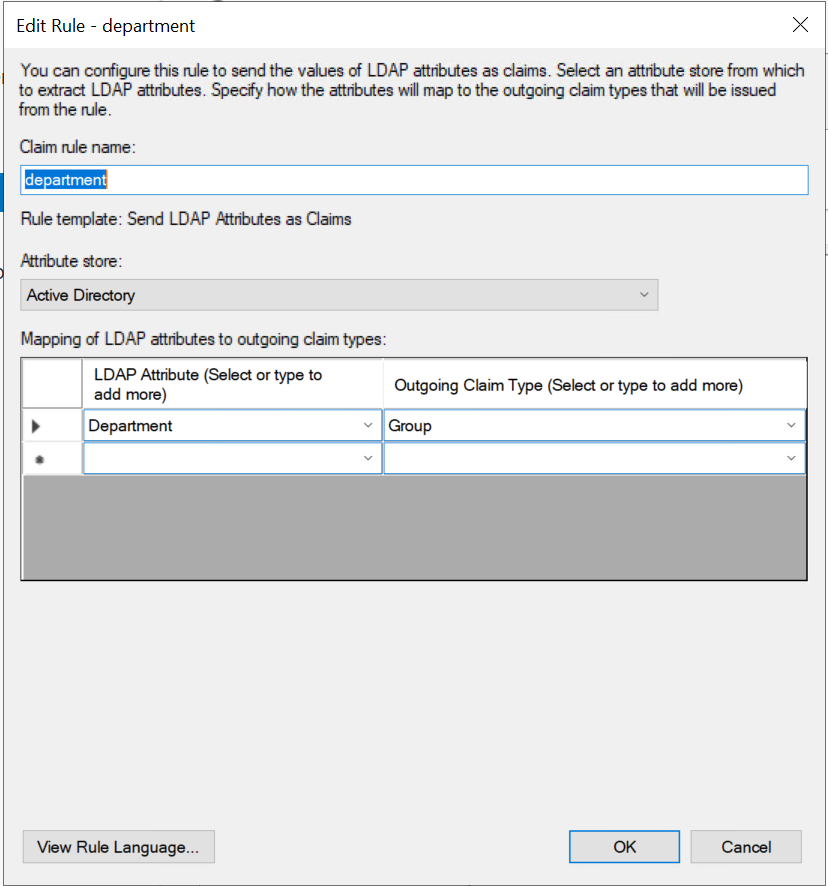 Edit Rule - department
You can configure this rule to send the values of LDAP attributes as claims. Select an attribute store from which
to extract LDAP attributes. Specify how the attributes will map to the outgoing claim types that will be issued
from the rule.
Claim rule name:
department
Rule template: Send LDAP Attributes as Claims
Attribute store:
Active Directory
Mapping of LDAP attributes to outgoing claim types:
LDAP Attribute (Select or type to
add more)
Outgoing Claim Type (Select or type to add more)
Department
Group
View Rule Language...
OK
Cancel